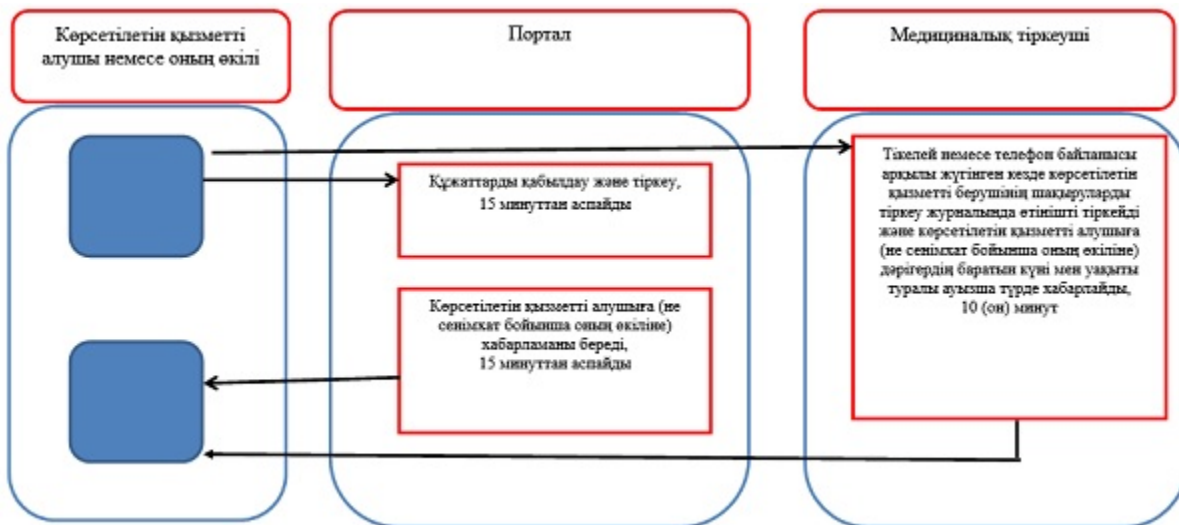 Көрсетілетін қызметті
алушы немесе оның өкілі
Портал
Медициналық тіркеуші
Құжаттарды қабылдау және тіркеу,
15 минуттан аспайды
Көрсетілетін қызметті алушыға (не
сенімхат бойынша оның өкіліне)
хабарламаны береді,
15 минуттан аспайды
Тікелей немесе телефон байланысы
арқылы жүгінген кезде көрсетілетін
қызметті берушінің шақыруларды
тіркеу журналында өтінішті тіркейді
және көрсетілетін қызметті алушыға
(не сенімхат бойынша оның өкіліне)
дәрігердің баратын күні мен уақыты
туралы ауызша түрде хабарлайды,
10 (он) минут